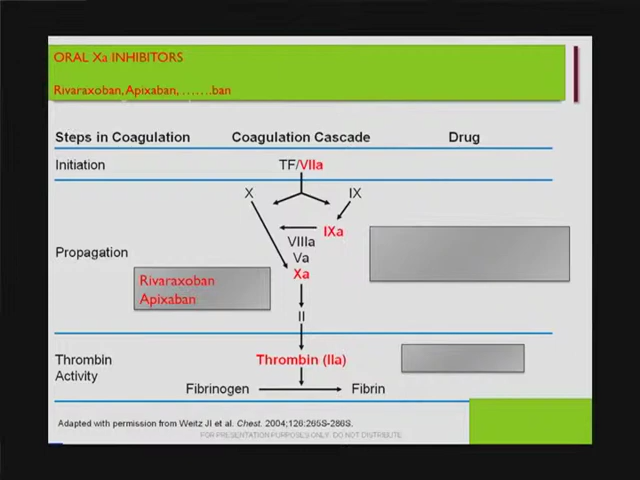 ORAL Xa INHIBITORS
Rivaraxoban, Apixaban, …….ban
Steps in Coagulation
Coagulation Cascade
Drug
Initiation
TF/VIIa
X
IX
IXa
VIIIa
Propagation
Va
Xa
Rivaraxoban
Apixaban
II
Thrombin
Activity
Thrombin (IIa)
Fibrinogen
Fibrin
Adapted with permission from Weitz JI et al. Chest. 2004;126:265S-286S.
FOR PRESENTATION PURPOSES ONLY. DO NOT DISTRIBUTE